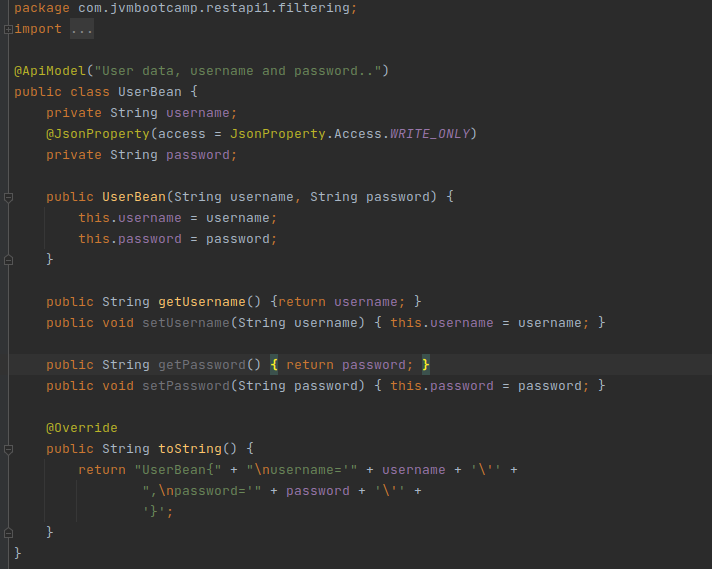 package com.jvmbootcamp.restapi1.filtering;
import ...
@ApiModel("User data, username and password..")
public class UserBean {
    private String username;
    @JsonProperty(access = JsonProperty.Access.WRITE_ONLY)
    private String password;
    public UserBean(String username, String password) {
        this.username = username;
        this.password = password;
    }
    public String getUsername() {return username; }
    public void setUsername(String username) { this.username = username; }
    public String getPassword() { return password; }
    public void setPassword(String password) { this.password = password; }
    @Override
    public String toString() {
        return "UserBean{" + "\nusername='" + username + '\'' +
                ",\npassword='" + password + '\'' +
                '}';
    }
}